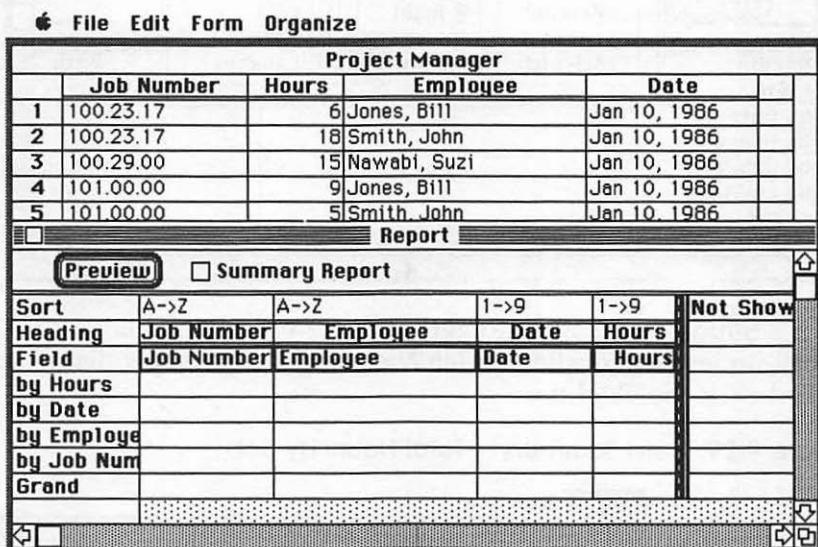 File Edit Form Organize
Project Manager
Job Number Hours Employee Date
1 100.23.17 6 Jones, Bill Jan 10, 1986
2 100.23.17 18 Smith, John Jan 10, 1986
3 100.29.00 15 Nawabi, Suzi Jan 10, 1986
4 101.00.00 9 Jones, Bill Jan 10, 1986
5 101.00.00 5 Smith, John Jan 10, 1986
Report
Preview Summary Report
Sort A->Z A->Z 1->9 1->9 Not Show
Heading Job Number Employee Date Hours
Field Job Number Employee Date Hours
by Hours
by Date
by Employe
by Job Num
Grand